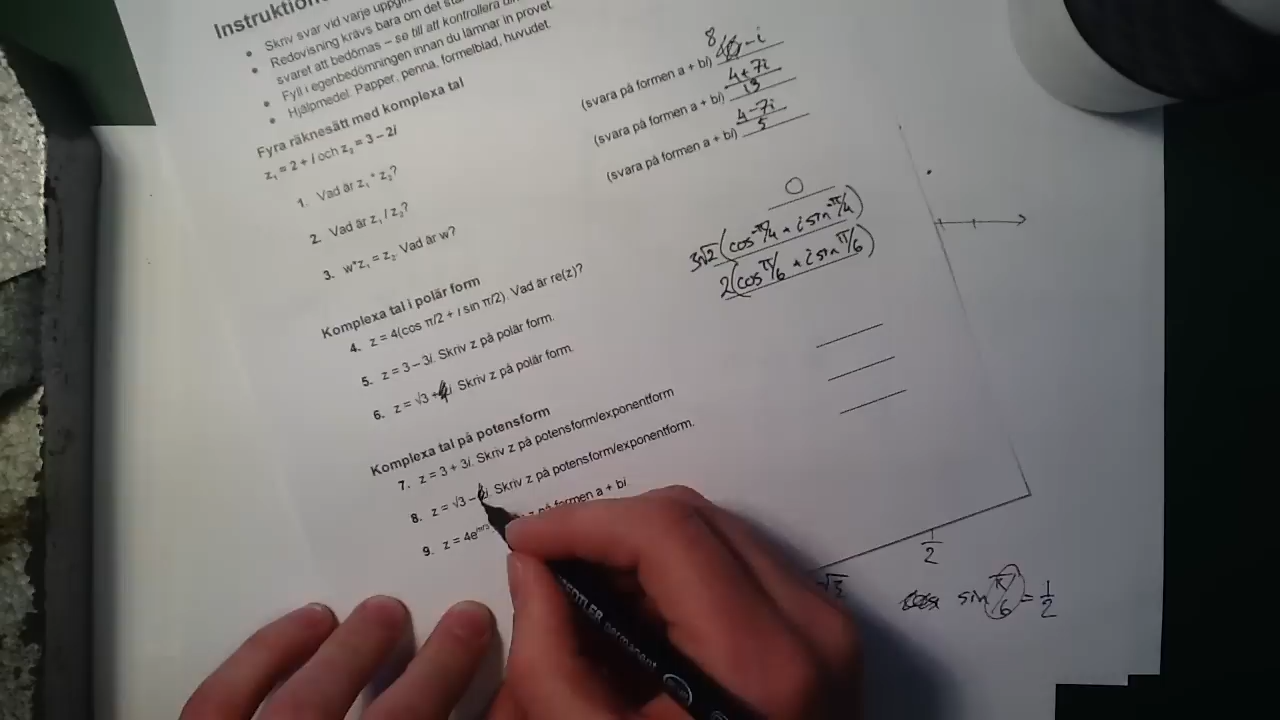 Instruktion
Skriv svar vid varje uppgi
Redovisning krävs bara om det stå
svaret att bedömas – se till att kontrollera di
Fyll i egenbedömningen innan du lämnar in provet.
Hjälpmedel: Papper, penna, formelblad, huvudet.
Fyra räknesätt med komplexa tal
z₁ = 2 + i och z₂ = 3 – 2i
1. Vad är z₁ * z₂? (svara på formen a + bi) 8 – i
2. Vad är z₁ / z₂? (svara på formen a + bi) 4+7i / 13
3. w*z₁ = z₂. Vad är w? (svara på formen a + bi) 4-7i / 5
Komplexa tal i polär form
4. z = 4(cos π/2 + i sin π/2). Vad är re(z)? 0
5. z = 3 – 3i. Skriv z på polär form. 3√2(cos -π/4 + i sin π/4)
6. z = √3 + i. Skriv z på polär form. 2(cos π/6 + i sin π/6)
Komplexa tal på potensform
7. z = 3 + 3i. Skriv z på potensform/exponentform
8. z = √3 – i. Skriv z på potensform/exponentform.
9. z = 4e på formen a + bi
1/2
sin π/6 = 1/2
STAEDTLER permanent